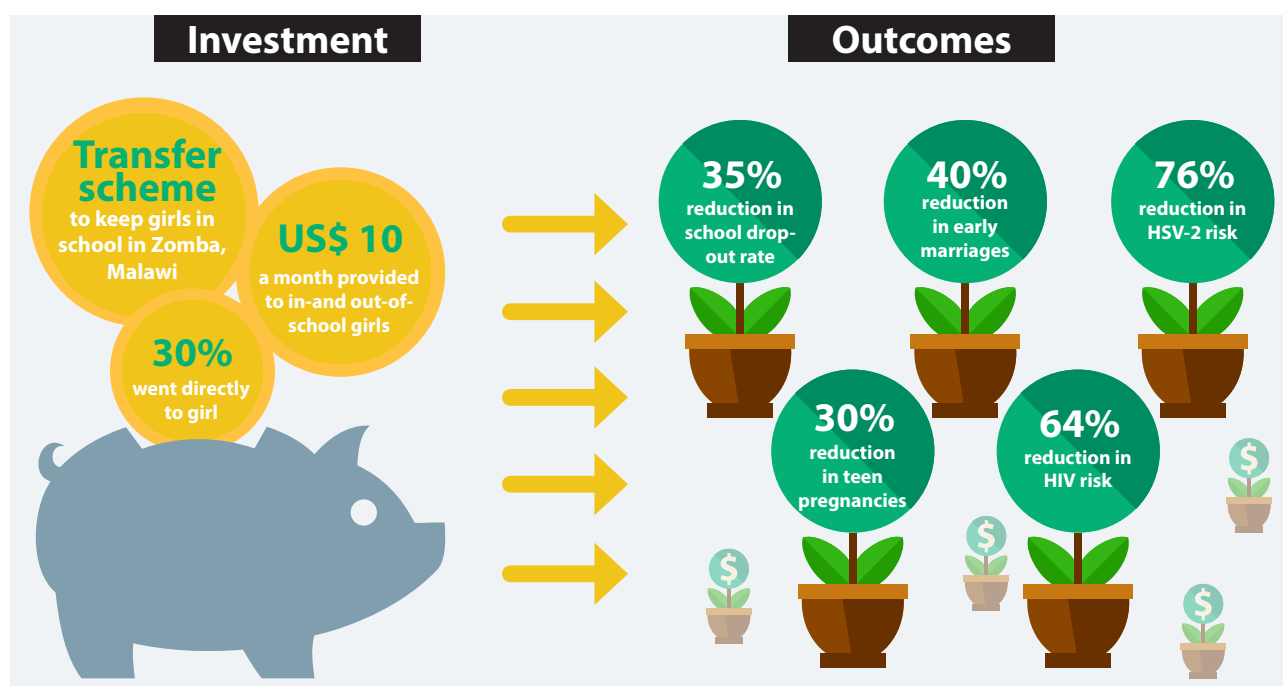 Investment
Transfer
scheme
to keep girls in
school in Zomba,
Malawi
US$ 10
a month provided
to in-and out-of-
school girls
30%
went directly
to girl
Outcomes
35%
reduction in
school drop-
out rate
40%
reduction
in early
marriages
76%
reduction in
HSV-2 risk
30%
reduction
in teen
pregnancies
64%
reduction in
HIV risk
$
$
$
$